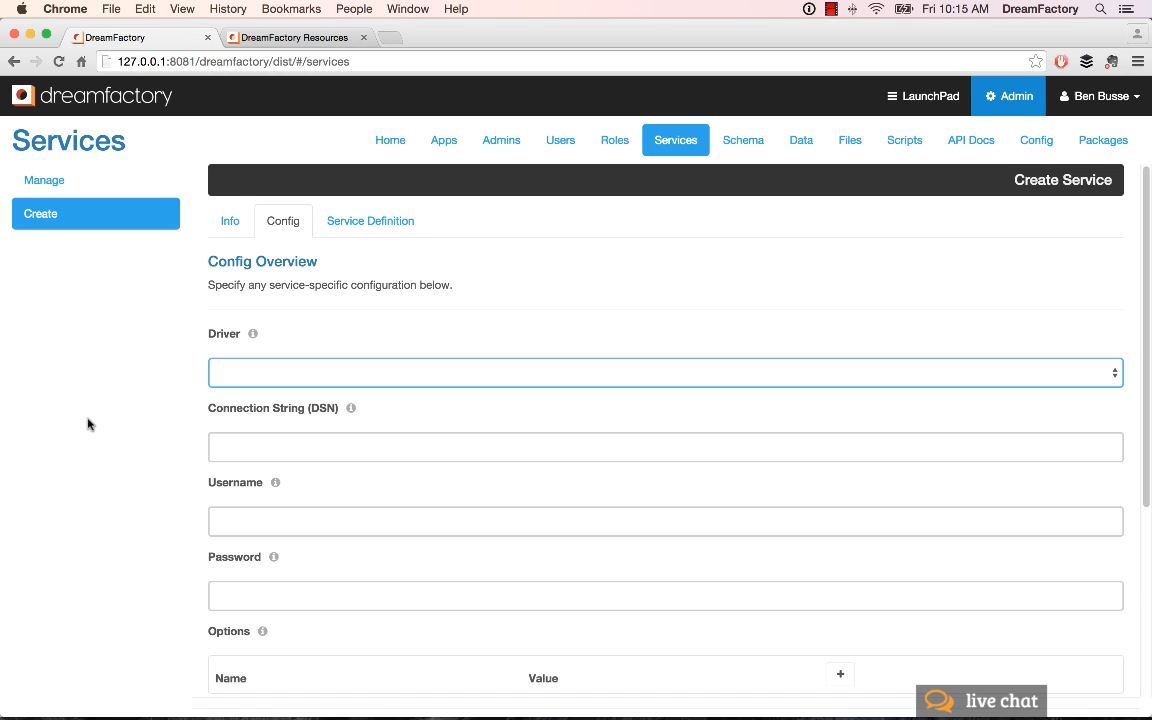 Chrome File Edit View History Bookmarks People Window Help Fri 10:15 AM DreamFactory
DreamFactory × DreamFactory Resources ×
127.0.0.1:8081/dreamfactory/dist/#/services
dreamfactory LaunchPad Admin Ben Busse
Services Home Apps Admins Users Roles Services Schema Data Files Scripts API Docs Config Packages
Manage
Create Service
Create
Info Config Service Definition
Config Overview
Specify any service-specific configuration below.
Driver
Connection String (DSN)
Username
Password
Options
Name Value +
live chat